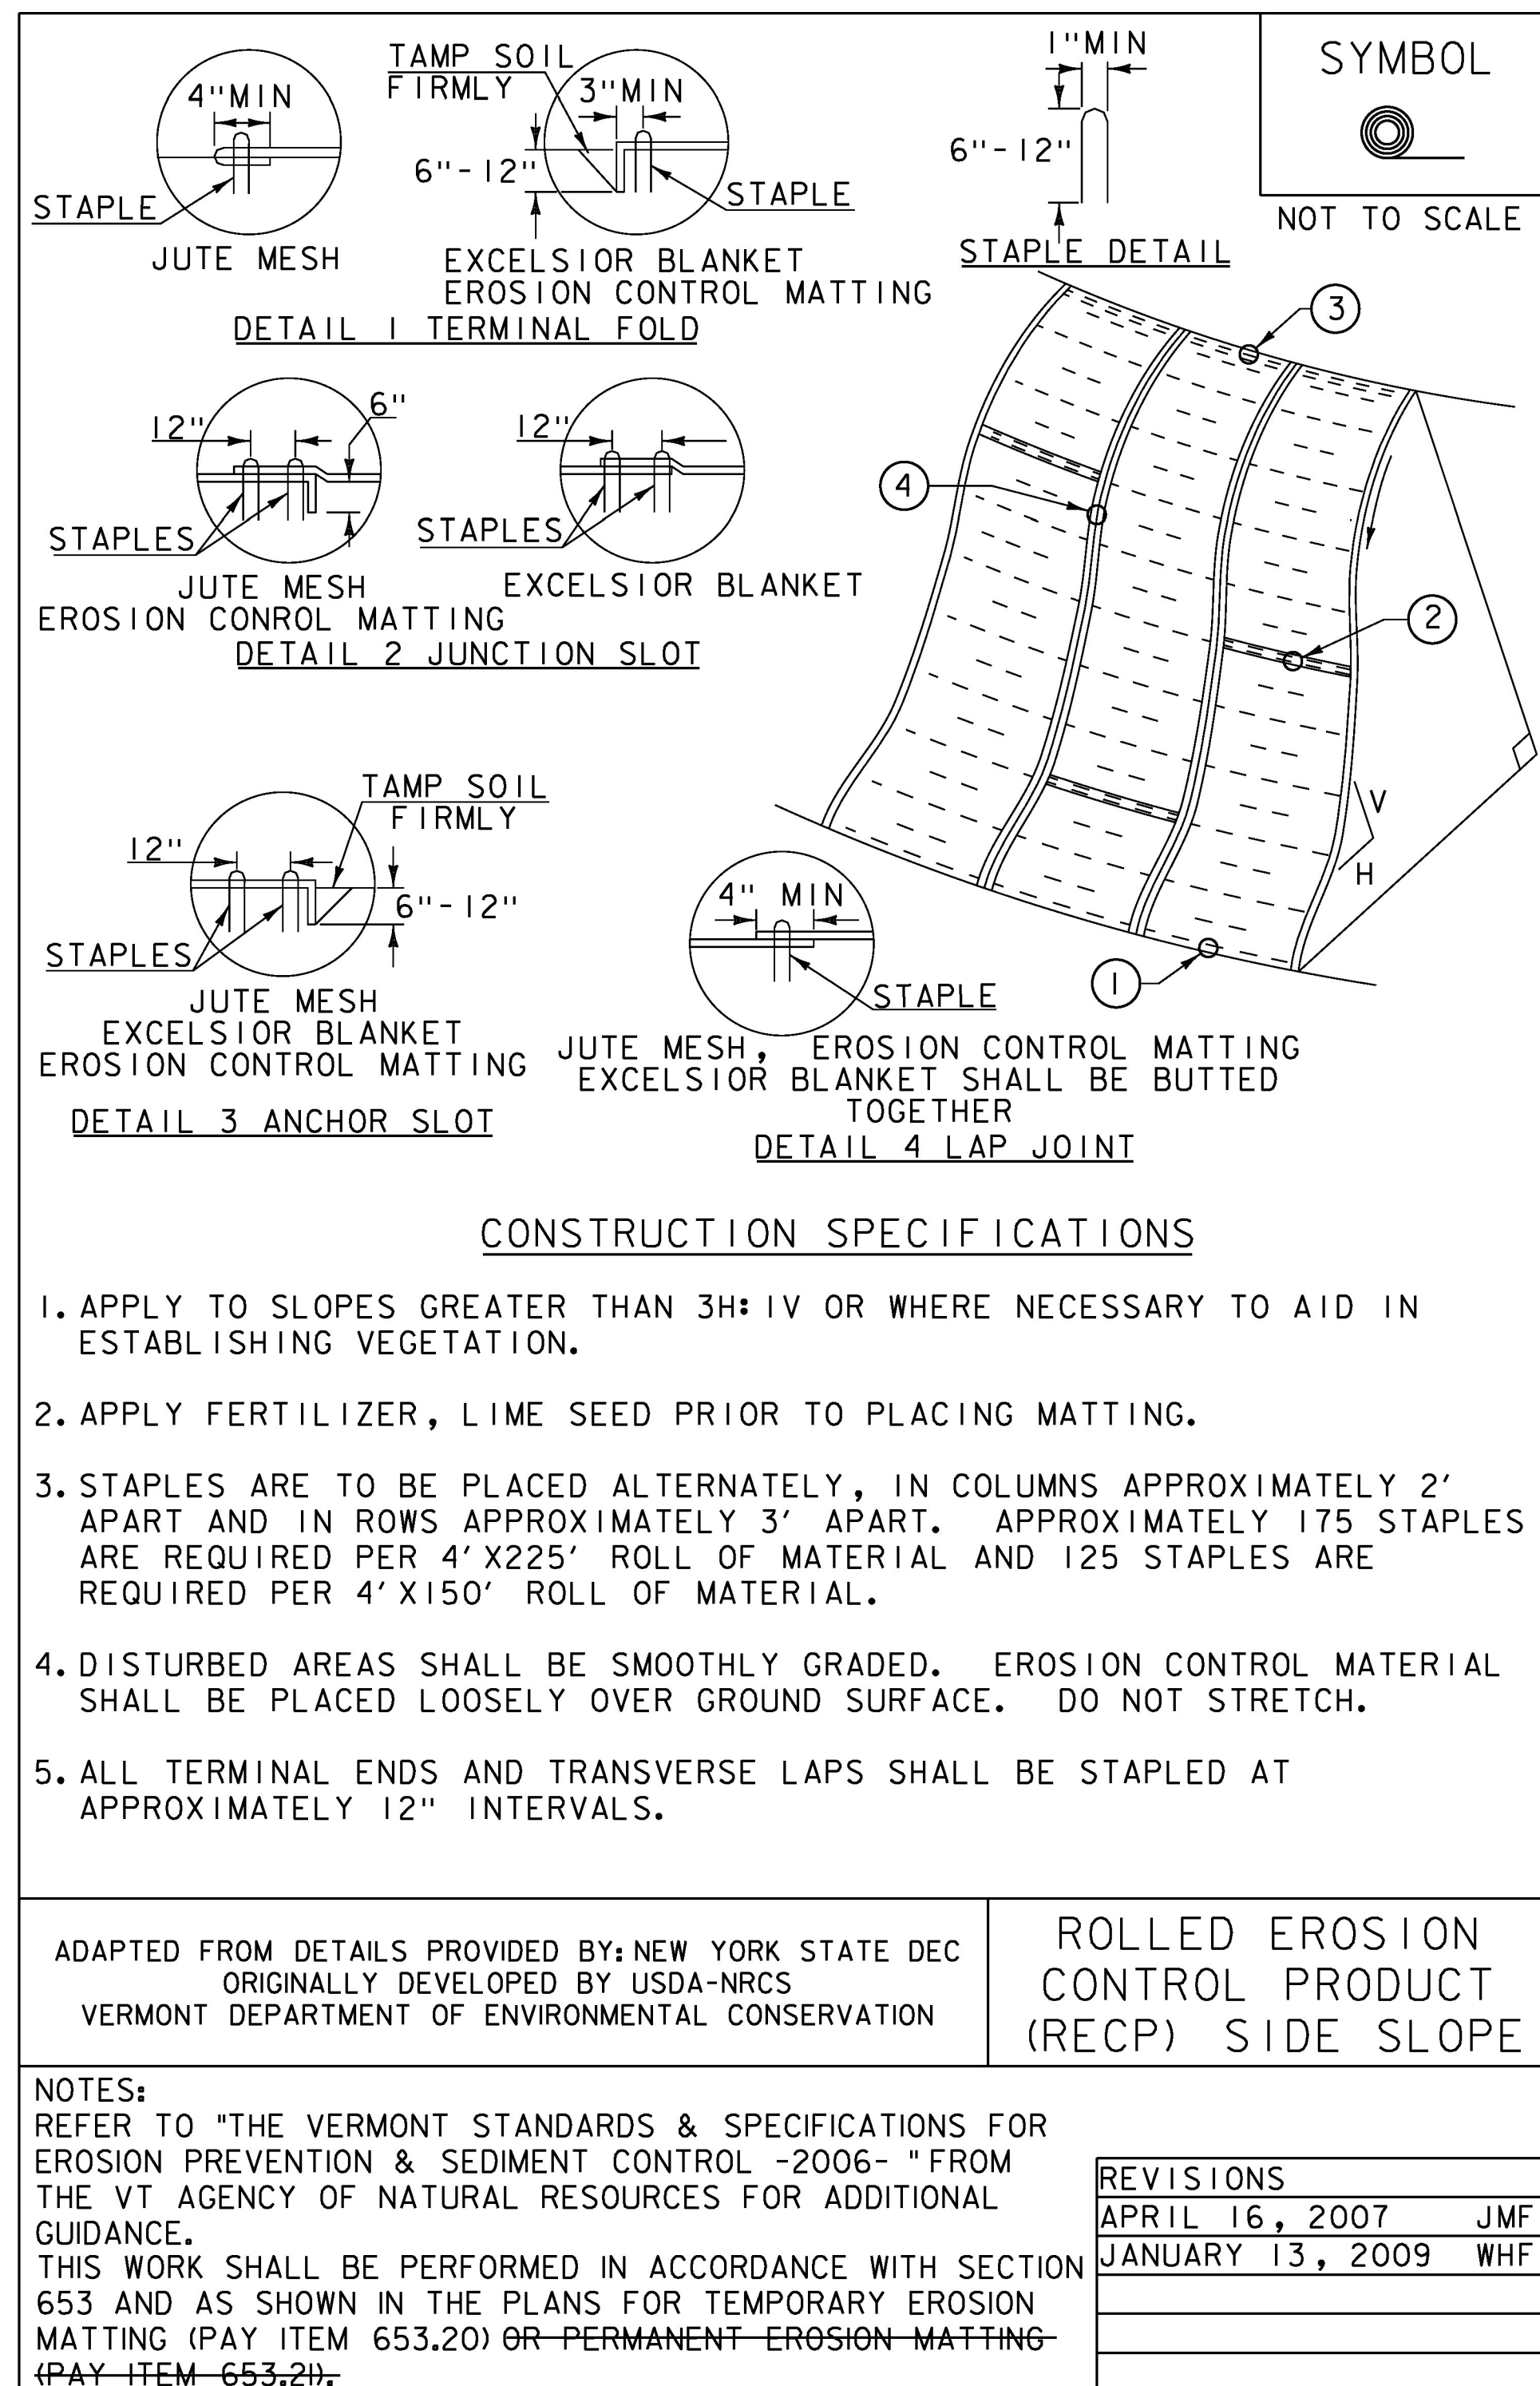 4"MIN
STAPLE
JUTE MESH
TAMP SOIL
FIRMLY
3"MIN
6"-12"
STAPLE
EXCELSIOR BLANKET
EROSION CONTROL MATTING
DETAIL 1 TERMINAL FOLD
1"MIN
6"-12"
STAPLE DETAIL
SYMBOL
NOT TO SCALE
12"
6"
STAPLES
JUTE MESH
EROSION CONROL MATTING
12"
STAPLES
EXCELSIOR BLANKET
DETAIL 2 JUNCTION SLOT
3
4
2
V
H
1
TAMP SOIL
FIRMLY
12"
6"-12"
STAPLES
JUTE MESH
EXCELSIOR BLANKET
EROSION CONTROL MATTING
DETAIL 3 ANCHOR SLOT
4" MIN
STAPLE
JUTE MESH, EROSION CONTROL MATTING
EXCELSIOR BLANKET SHALL BE BUTTED
TOGETHER
DETAIL 4 LAP JOINT
CONSTRUCTION SPECIFICATIONS
1. APPLY TO SLOPES GREATER THAN 3H:1V OR WHERE NECESSARY TO AID IN
ESTABLISHING VEGETATION.
2. APPLY FERTILIZER, LIME SEED PRIOR TO PLACING MATTING.
3. STAPLES ARE TO BE PLACED ALTERNATELY, IN COLUMNS APPROXIMATELY 2'
APART AND IN ROWS APPROXIMATELY 3' APART. APPROXIMATELY 175 STAPLES
ARE REQUIRED PER 4'X225' ROLL OF MATERIAL AND 125 STAPLES ARE
REQUIRED PER 4'X150' ROLL OF MATERIAL.
4. DISTURBED AREAS SHALL BE SMOOTHLY GRADED. EROSION CONTROL MATERIAL
SHALL BE PLACED LOOSELY OVER GROUND SURFACE. DO NOT STRETCH.
5. ALL TERMINAL ENDS AND TRANSVERSE LAPS SHALL BE STAPLED AT
APPROXIMATELY 12" INTERVALS.
ADAPTED FROM DETAILS PROVIDED BY: NEW YORK STATE DEC
ORIGINALLY DEVELOPED BY USDA-NRCS
VERMONT DEPARTMENT OF ENVIRONMENTAL CONSERVATION
ROLLED EROSION
CONTROL PRODUCT
(RECP) SIDE SLOPE
NOTES:
REFER TO "THE VERMONT STANDARDS & SPECIFICATIONS FOR
EROSION PREVENTION & SEDIMENT CONTROL -2006- " FROM
THE VT AGENCY OF NATURAL RESOURCES FOR ADDITIONAL
GUIDANCE.
THIS WORK SHALL BE PERFORMED IN ACCORDANCE WITH SECTION
653 AND AS SHOWN IN THE PLANS FOR TEMPORARY EROSION
MATTING (PAY ITEM 653.20) OR PERMANENT EROSION MATTING
(PAY ITEM 653.21).
REVISIONS
APRIL 16, 2007 JMF
JANUARY 13, 2009 WHF